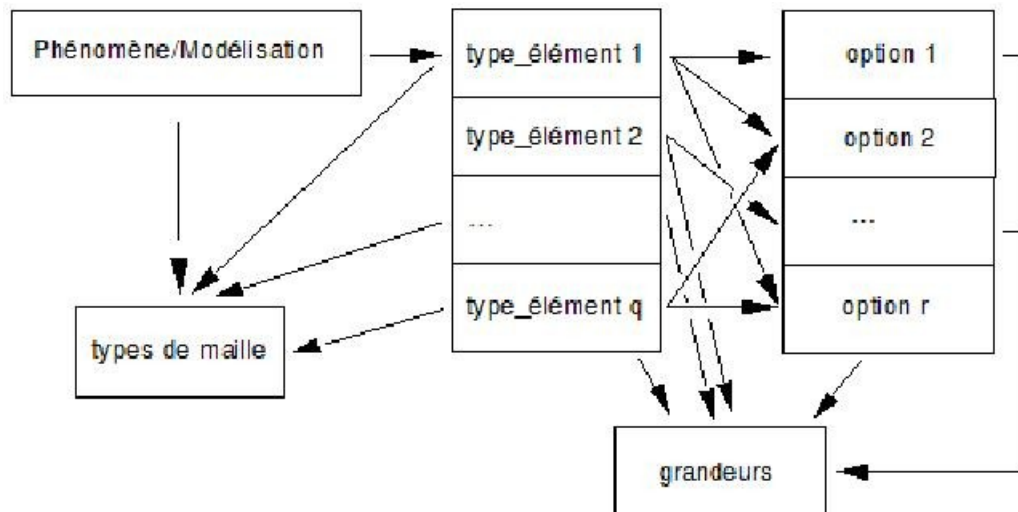 Phénomène/Modélisation
type_élément 1
option 1
type_élément 2
option 2
...
...
type_élément q
option r
types de maille
grandeurs